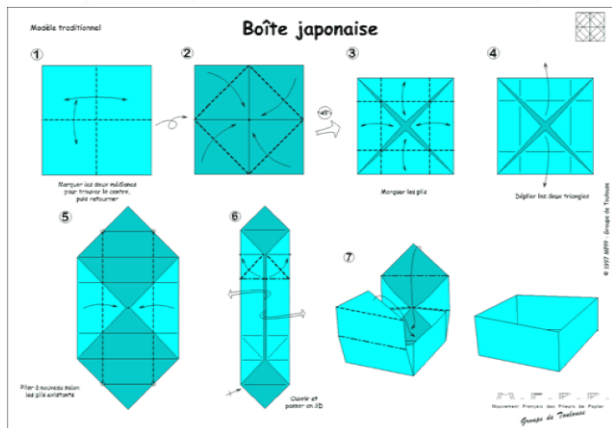 Modèle traditionnel
Boîte japonaise
1
2
3
4
45°
Marquer les deux médianes
pour trouver le centre,
puis retourner
Marquer les plis
Déplier les deux triangles
5
6
7
Plier à nouveau selon
les plis existants
Ouvrir et
passer en 3D
© 1997 MFPP - Groupe de Toulouse
M. F. P. P.
Mouvement Français des Plieurs de Papier
Groupe de Toulouse